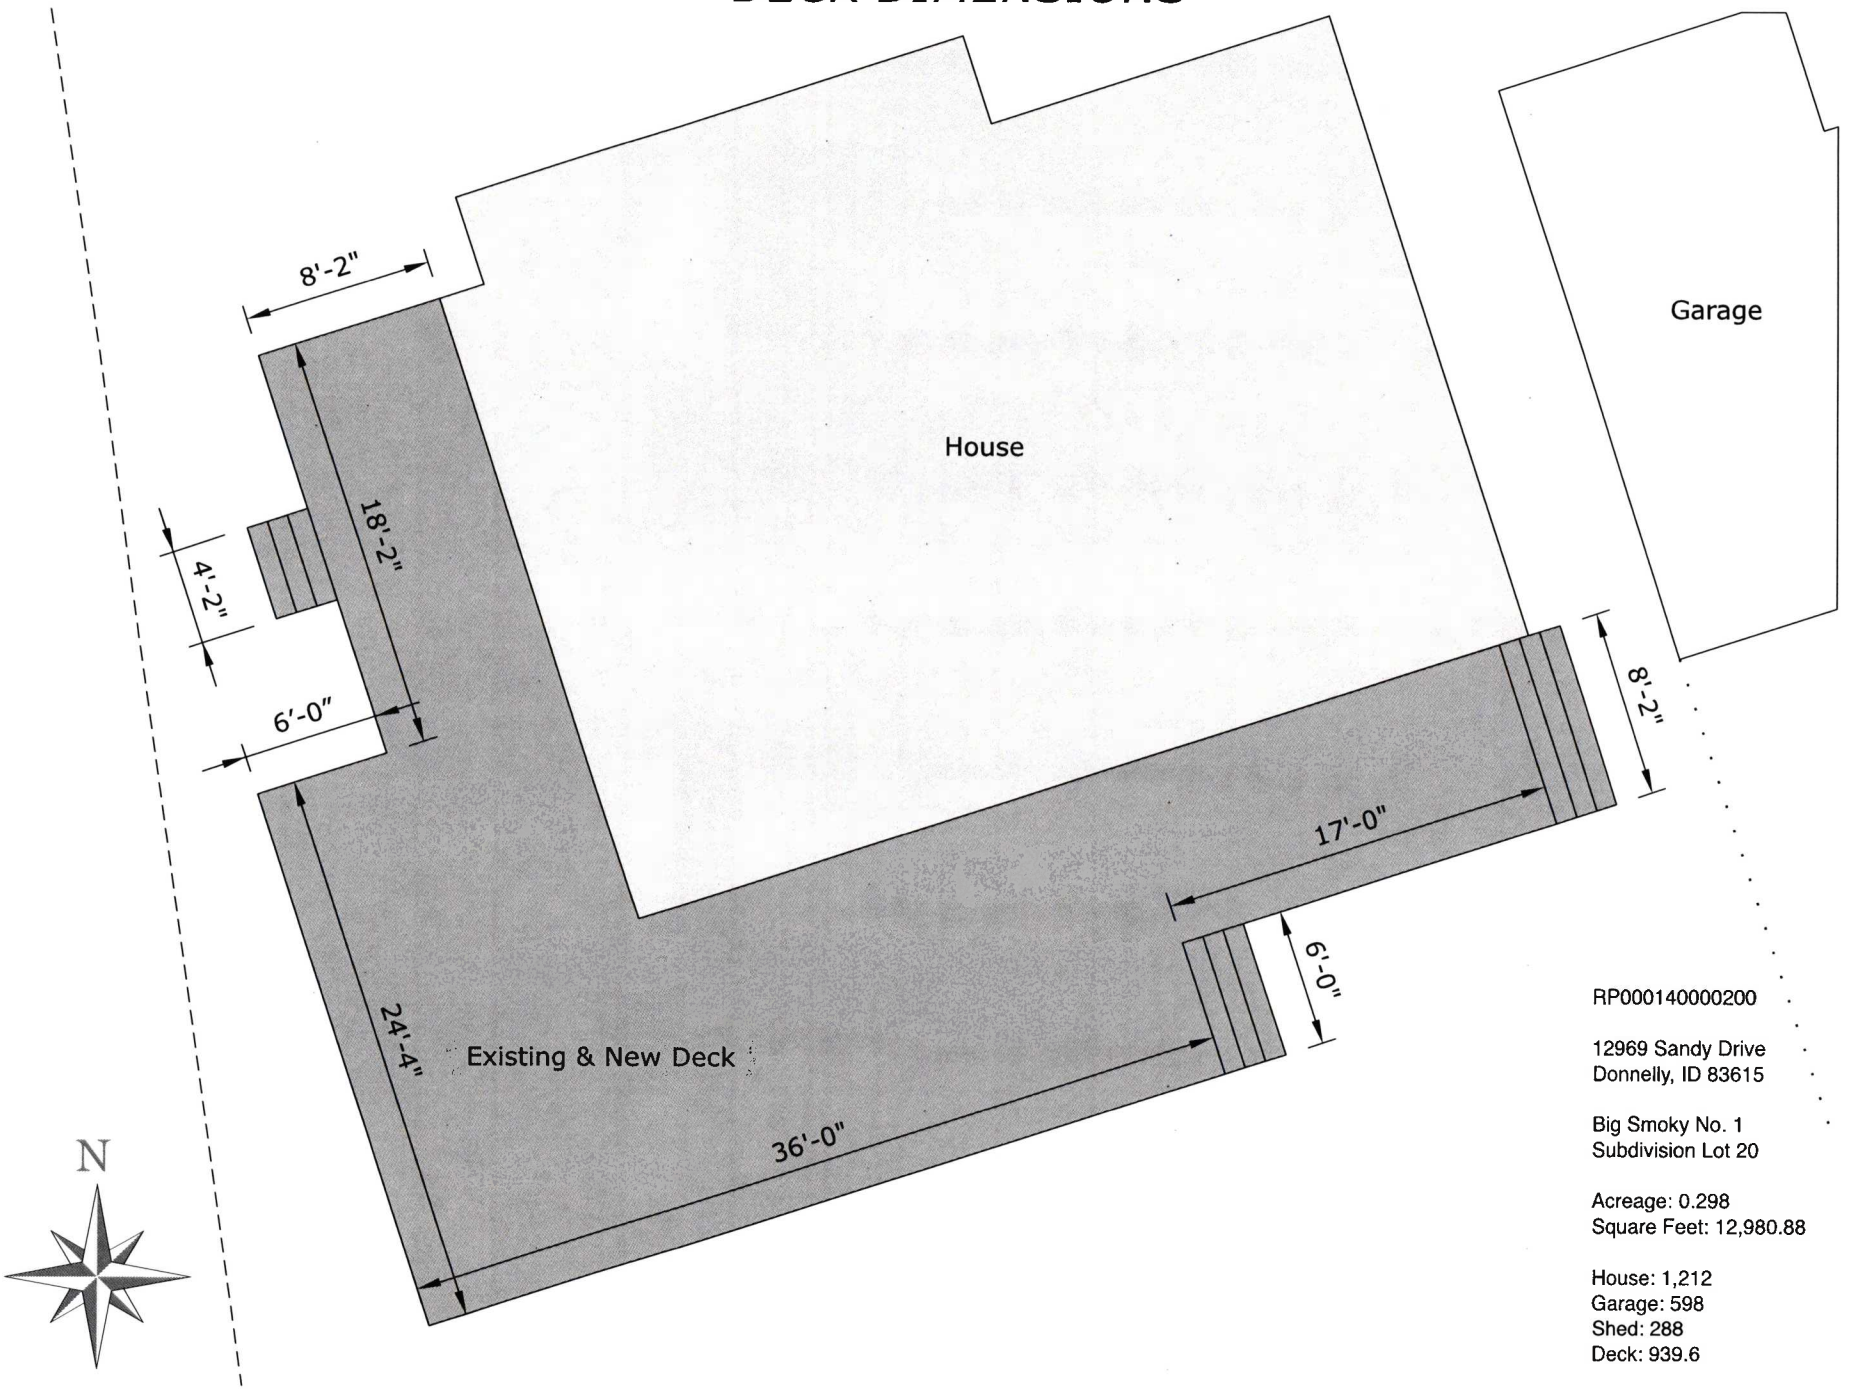 DECK DIMENSIONS
8'-2"
House
Garage
18'-2"
4'-2"
6'-0"
8'-2"
17'-0"
6'-0"
24'-4"
Existing & New Deck
36'-0"
N
RP000140000200
12969 Sandy Drive
Donnelly, ID 83615
Big Smoky No. 1
Subdivision Lot 20
Acreage: 0.298
Square Feet: 12,980.88
House: 1,212
Garage: 598
Shed: 288
Deck: 939.6